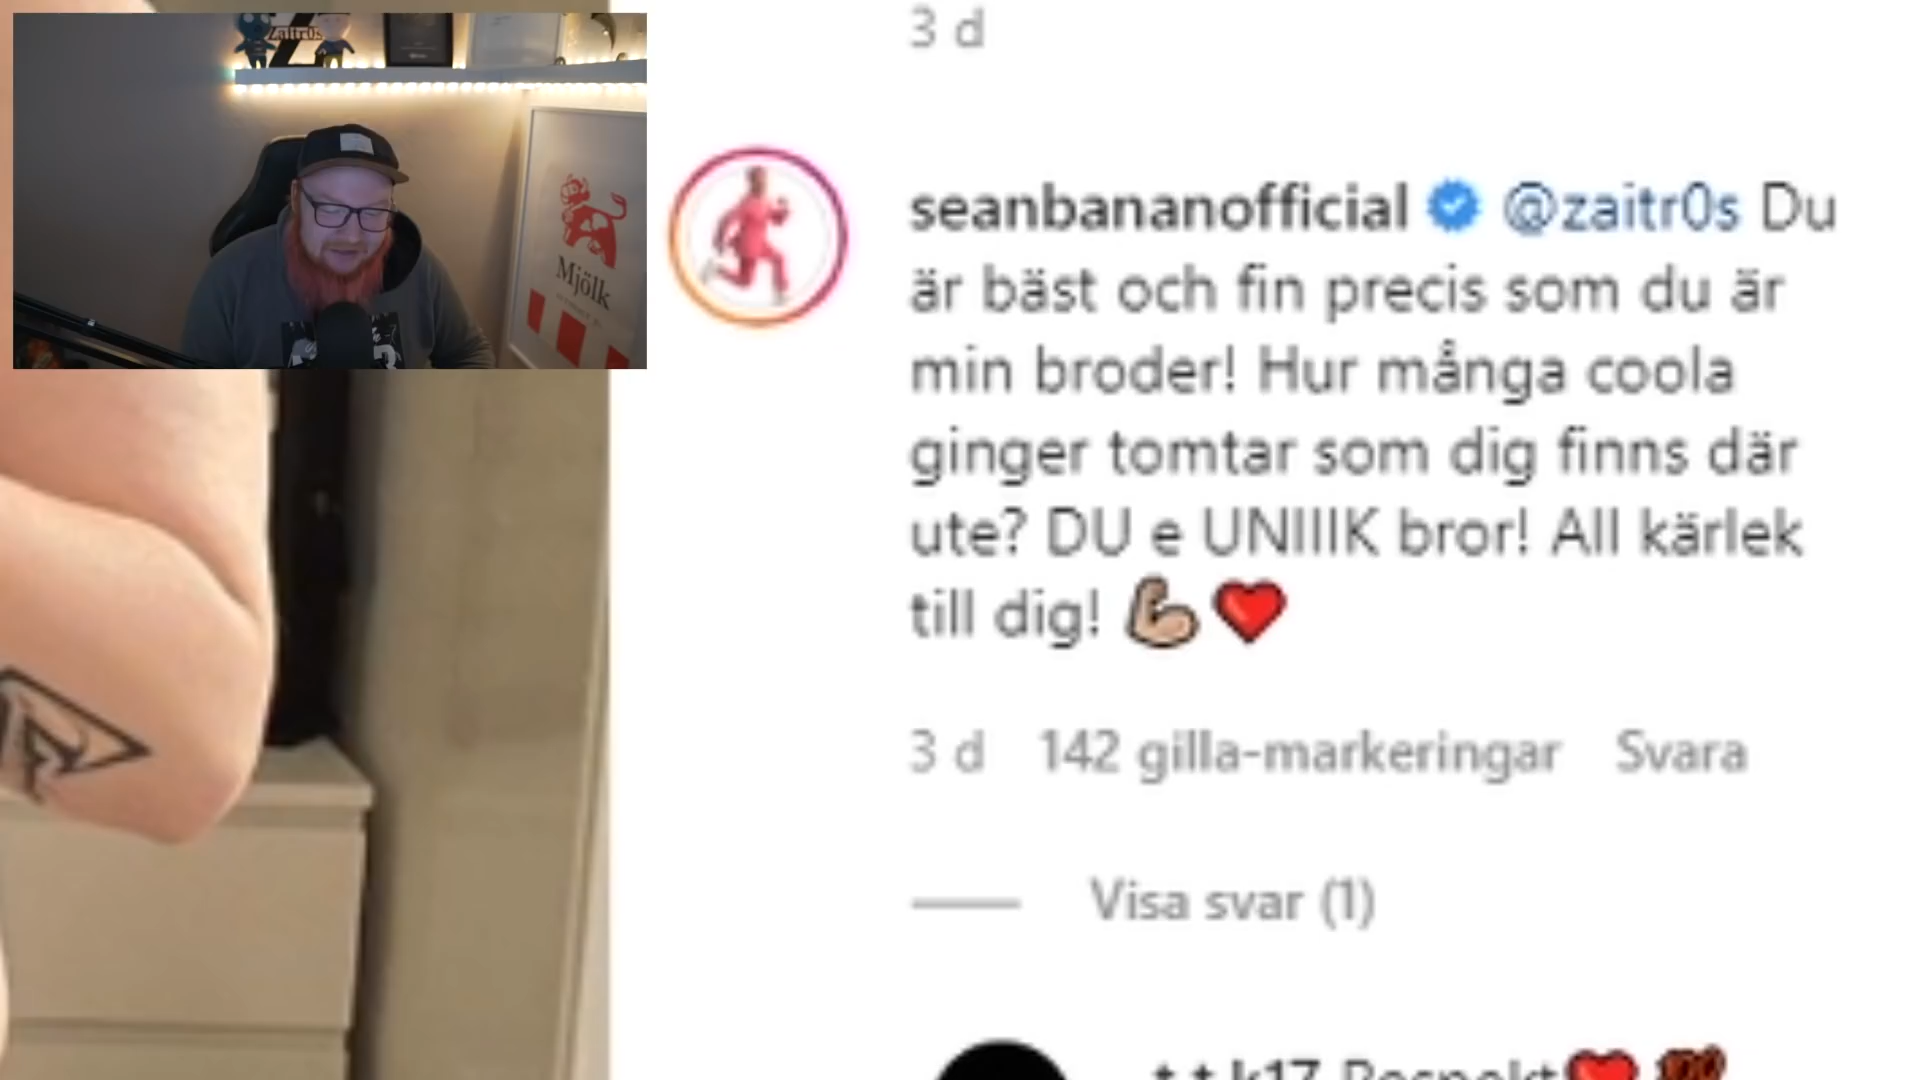 Zaitr0s
Mjölk
3 d
seanbananofficial @zaitr0s Du
är bäst och fin precis som du är
min broder! Hur många coola
ginger tomtar som dig finns där
ute? DU e UNIIIK bror! All kärlek
till dig! 💪🏼❤️
3 d 142 gilla-markeringar Svara
Visa svar (1)
Respekt❤️💯